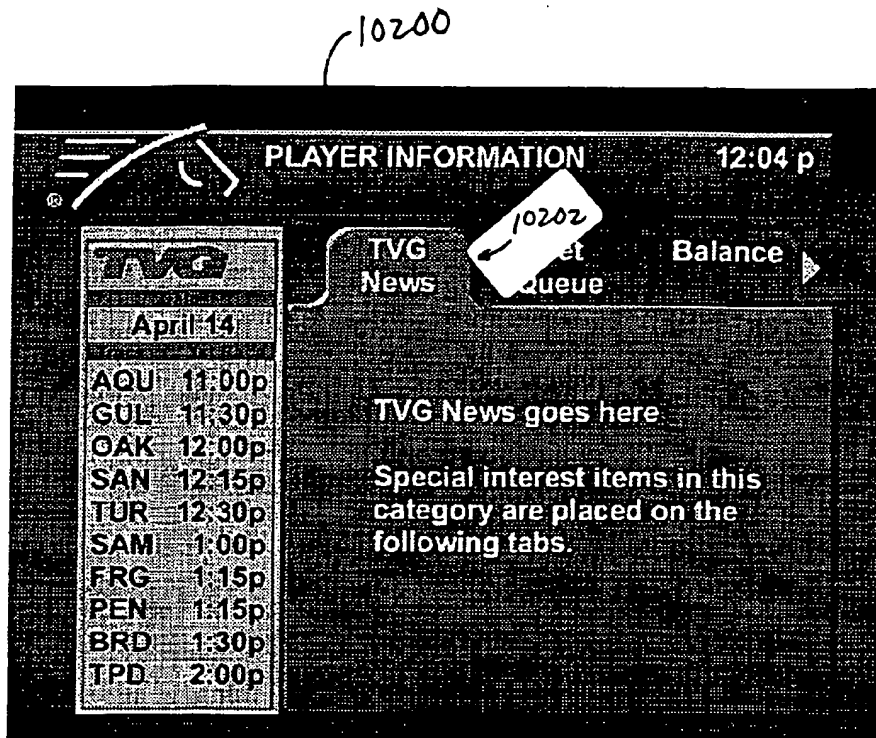 10200
PLAYER INFORMATION 12:04 p
®
10202
TVG
News
Queue
Balance
TVG
April 14
AQU 11:00p
GUL 11:30p
OAK 12:00p
SAN 12:15p
TUR 12:30p
SAM 1:00p
FRG 1:15p
PEN 1:15p
BRD 1:30p
TPD 2:00p
TVG News goes here
Special interest items in this
category are placed on the
following tabs.